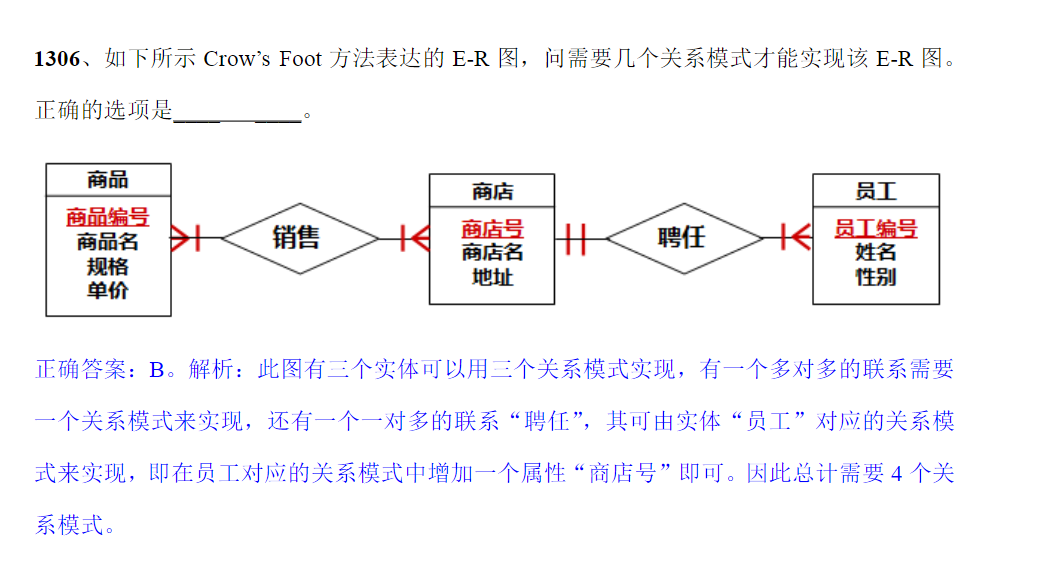 1306、如下所示 Crow’s Foot 方法表达的 E-R 图，问需要几个关系模式才能实现该 E-R 图。
正确的选项是____ ____。
商品
商品编号
商品名
规格
单价
销售
商店
商店号
商店名
地址
聘任
员工
员工编号
姓名
性别
正确答案：B。解析：此图有三个实体可以用三个关系模式实现，有一个多对多的联系需要
一个关系模式来实现，还有一个一对多的联系“聘任”，其可由实体“员工”对应的关系模
式来实现，即在员工对应的关系模式中增加一个属性“商店号”即可。因此总计需要 4 个关
系模式。